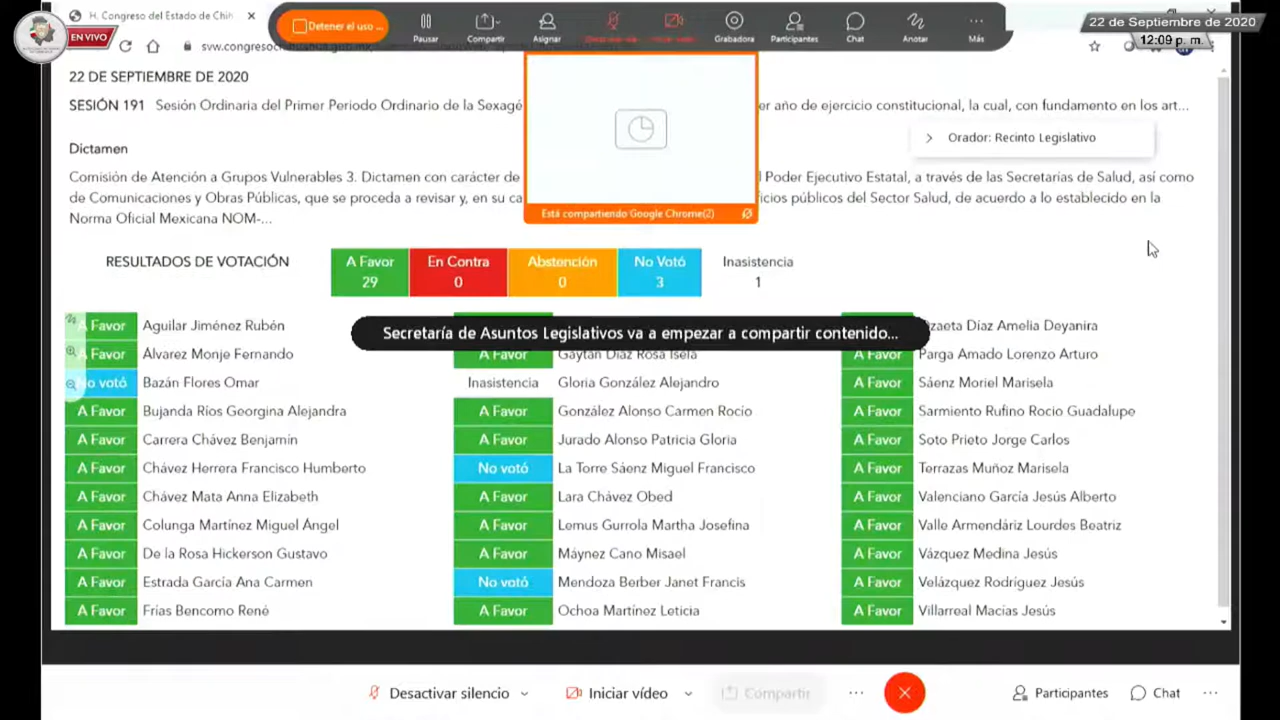 H. Congreso del Estado de Chih
Detener el uso ...
Pausar
Compartir
Asignar
Grabadora
Participantes
Chat
Anotar
Más
22 de Septiembre de 2020
12:09 p. m.
EN VIVO
22 DE SEPTIEMBRE DE 2020
SESIÓN 191 Sesión Ordinaria del Primer Periodo Ordinario de la Sexagé
er año de ejercicio constitucional, la cual, con fundamento en los art...
Orador: Recinto Legislativo
Dictamen
Comisión de Atención a Grupos Vulnerables 3. Dictamen con carácter de
l Poder Ejecutivo Estatal, a través de las Secretarias de Salud, así como
de Comunicaciones y Obras Públicas, que se proceda a revisar y, en su ca
ficios públicos del Sector Salud, de acuerdo a lo establecido en la
Norma Oficial Mexicana NOM-...
Está compartiendo Google Chrome(2)
RESULTADOS DE VOTACIÓN
A Favor En Contra Abstención No Votó Inasistencia
29 0 0 3 1
Secretaría de Asuntos Legislativos va a empezar a compartir contenido...
A Favor Aguilar Jiménez Rubén
Ozaeta Díaz Amelia Deyanira
A Favor Álvarez Monje Fernando
A Favor Gaytán Díaz Rosa Isela
A Favor Parga Amado Lorenzo Arturo
No votó Bazán Flores Omar
Inasistencia Gloria González Alejandro
A Favor Sáenz Moriel Marisela
A Favor Bujanda Ríos Georgina Alejandra
A Favor González Alonso Carmen Rocío
A Favor Sarmiento Rufino Rocio Guadalupe
A Favor Carrera Chávez Benjamin
A Favor Jurado Alonso Patricia Gloria
A Favor Soto Prieto Jorge Carlos
A Favor Chávez Herrera Francisco Humberto
No votó La Torre Sáenz Miguel Francisco
A Favor Terrazas Muñoz Marisela
A Favor Chávez Mata Anna Elizabeth
A Favor Lara Chávez Obed
A Favor Valenciano García Jesús Alberto
A Favor Colunga Martínez Miguel Ángel
A Favor Lemus Gurrola Martha Josefina
A Favor Valle Armendáriz Lourdes Beatriz
A Favor De la Rosa Hickerson Gustavo
A Favor Máynez Cano Misael
A Favor Vázquez Medina Jesús
A Favor Estrada García Ana Carmen
No votó Mendoza Berber Janet Francis
A Favor Velázquez Rodríguez Jesús
A Favor Frías Bencomo René
A Favor Ochoa Martínez Leticia
A Favor Villarreal Macías Jesús
Desactivar silencio
Iniciar vídeo
Compartir
Participantes
Chat